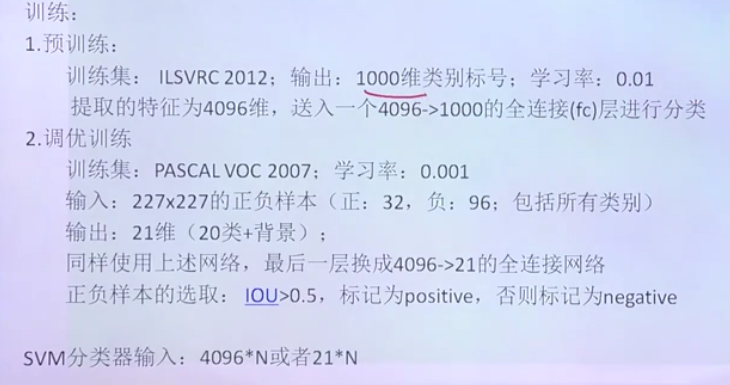 训练：
1.预训练：
训练集： ILSVRC 2012；输出：1000维类别标号；学习率：0.01
提取的特征为4096维，送入一个4096->1000的全连接(fc)层进行分类
2.调优训练
训练集：PASCAL VOC 2007；学习率：0.001
输入：227x227的正负样本（正：32，负：96；包括所有类别）
输出：21维（20类+背景）；
同样使用上述网络，最后一层换成4096->21的全连接网络
正负样本的选取： IOU>0.5，标记为positive，否则标记为negative
SVM分类器输入：4096*N或者21*N